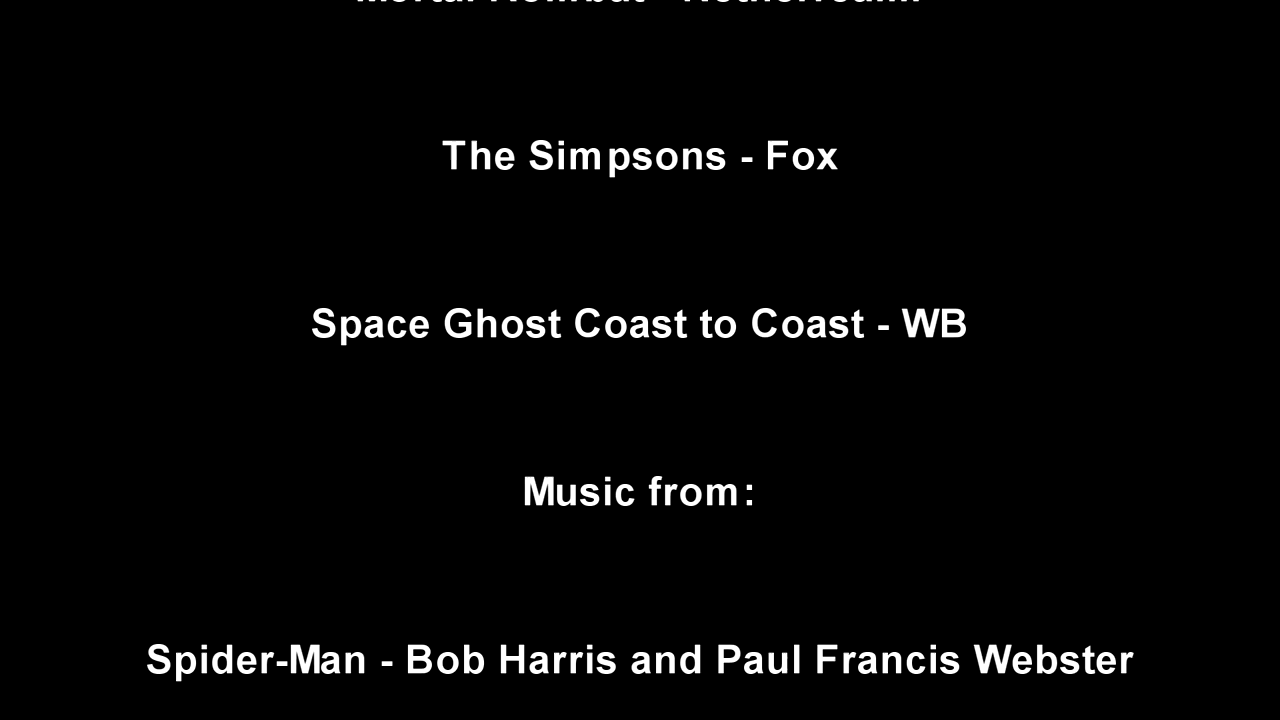 The Simpsons - Fox
Space Ghost Coast to Coast - WB
Music from:
Spider-Man - Bob Harris and Paul Francis Webster